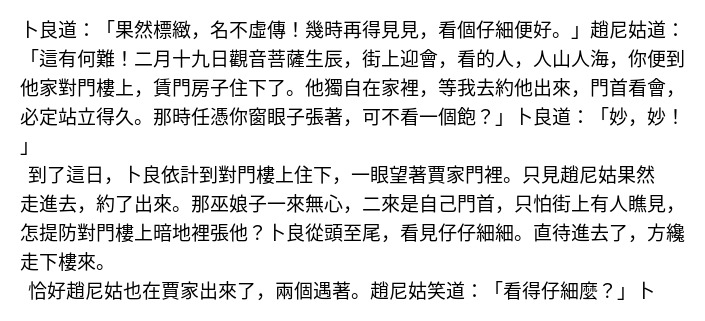 卜良道：「果然標緻，名不虛傳！幾時再得見見，看個仔細便好。」趙尼姑道：
「這有何難！二月十九日觀音菩薩生辰，街上迎會，看的人，人山人海，你便到
他家對門樓上，賃門房子住下了。他獨自在家裡，等我去約他出來，門首看會，
必定站立得久。那時任憑你窗眼子張著，可不看一個飽？」卜良道：「妙，妙！
」
到了這日，卜良依計到對門樓上住下，一眼望著賈家門裡。只見趙尼姑果然
走進去，約了出來。那巫娘子一來無心，二來是自己門首，只怕街上有人瞧見，
怎提防對門樓上暗地裡張他？卜良從頭至尾，看見仔仔細細。直待進去了，方纔
走下樓來。
恰好趙尼姑也在賈家出來了，兩個遇著。趙尼姑笑道：「看得仔細麼？」卜